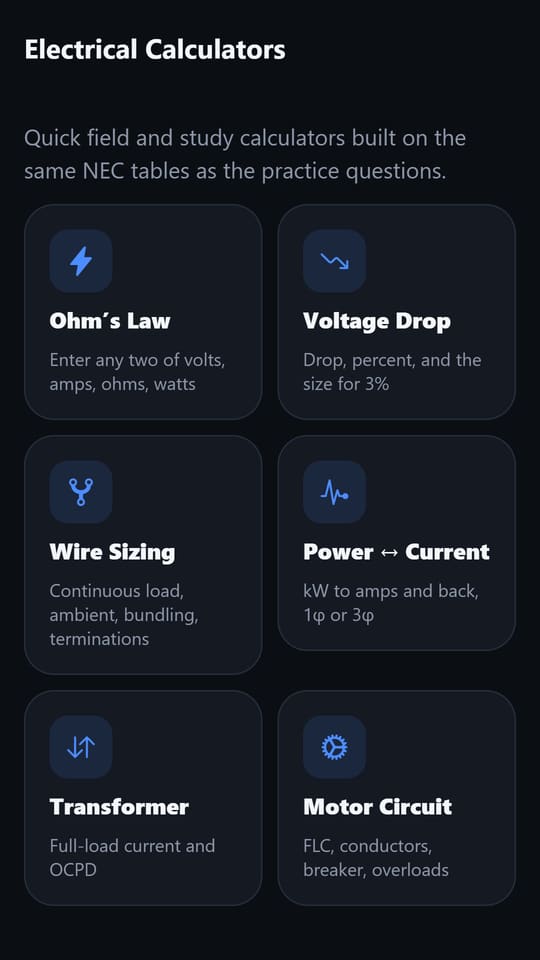 Electrical Calculators
Quick field and study calculators built on the
same NEC tables as the practice questions.
Ohm's Law
Enter any two of volts,
amps, ohms, watts
Voltage Drop
Drop, percent, and the
size for 3%
Wire Sizing
Continuous load,
ambient, bundling,
terminations
Power ↔ Current
kW to amps and back,
1φ or 3φ
Transformer
Full-load current and
OCPD
Motor Circuit
FLC, conductors,
breaker, overloads